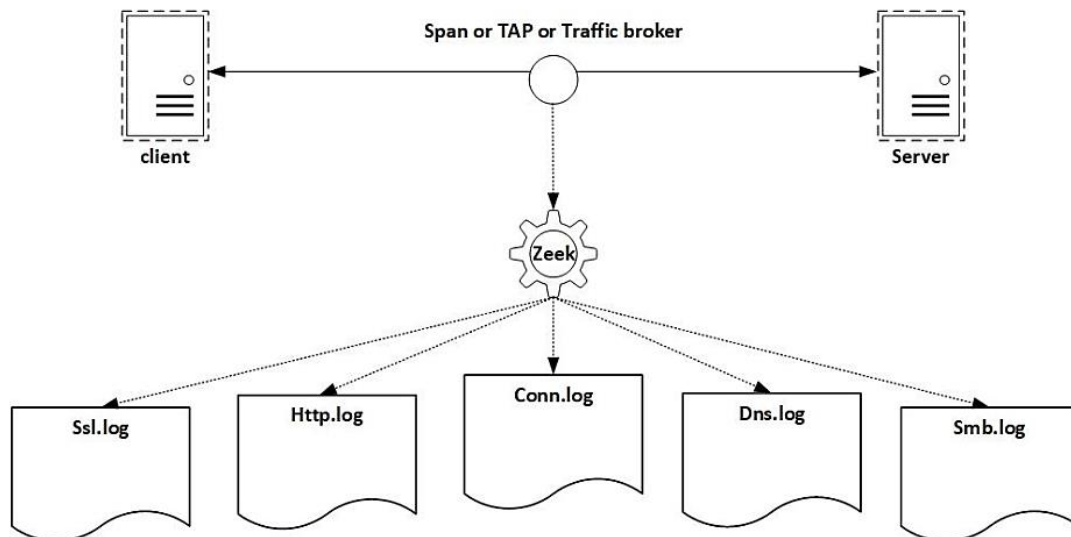 Span or TAP or Traffic broker
client
Server
Zeek
Ssl.log
Http.log
Conn.log
Dns.log
Smb.log